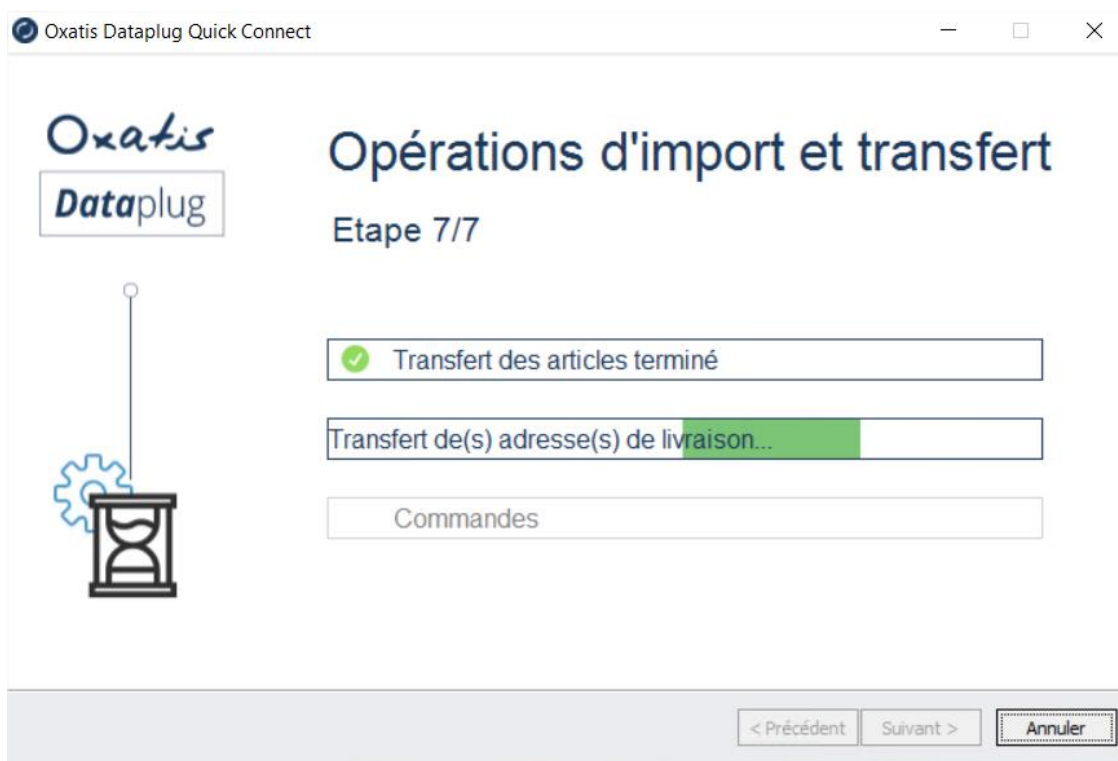 Oxatis Dataplug Quick Connect
Oxatis
Dataplug
Opérations d'import et transfert
Etape 7/7
Transfert des articles terminé
Transfert de(s) adresse(s) de livraison...
Commandes
< Précédent
Suivant >
Annuler